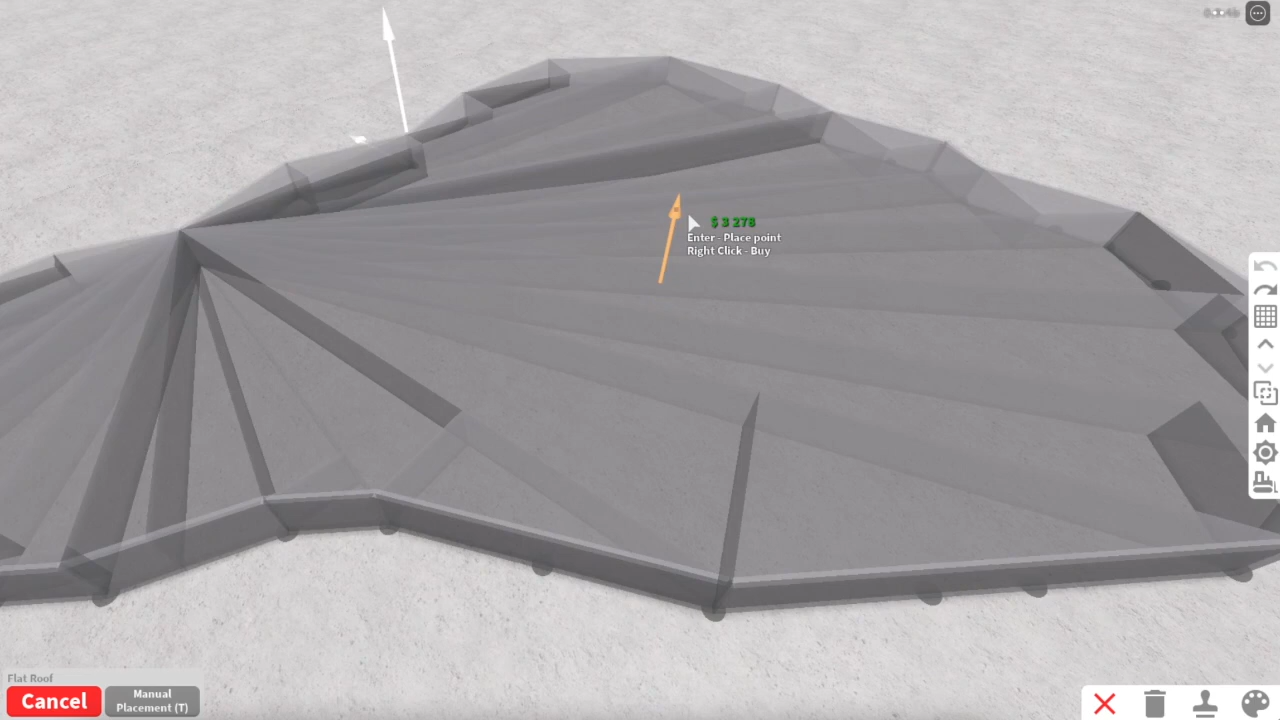 $ 3 278
Enter - Place point
Right Click - Buy
Flat Roof
Cancel
Manual
Placement (T)